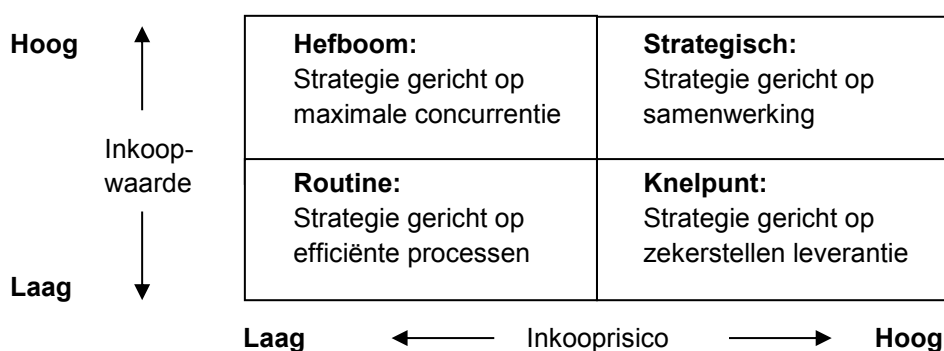 Hoog
Hefboom:
Strategie gericht op
maximale concurrentie
Strategisch:
Strategie gericht op
samenwerking
Inkoop-
waarde
Routine:
Strategie gericht op
efficiënte processen
Knelpunt:
Strategie gericht op
zekerstellen leverantie
Laag
Laag
Inkooprisico
Hoog